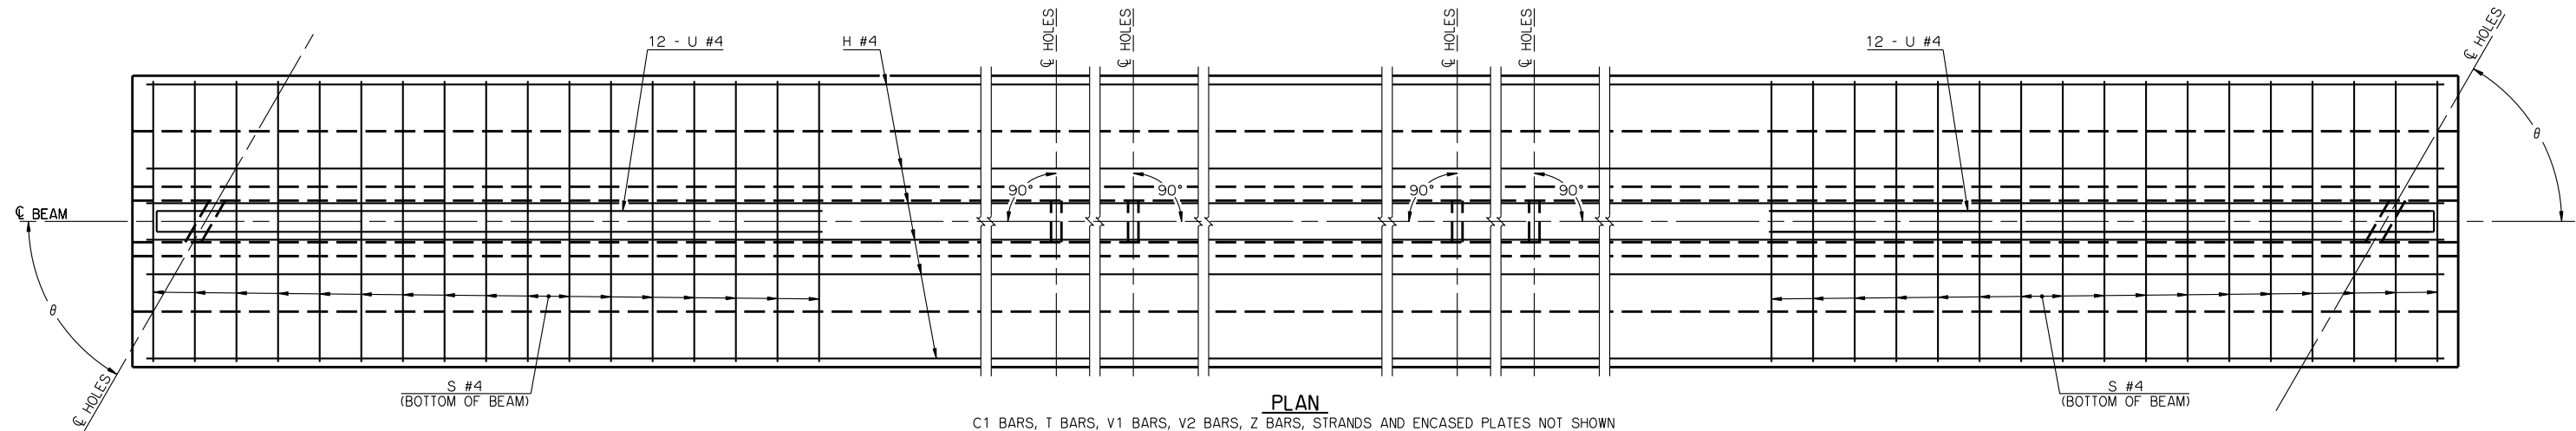 ℄ HOLES
℄ HOLES
℄ HOLES
℄ HOLES
℄ HOLES
12 - U #4
H #4
12 - U #4
θ
90°
90°
90°
90°
℄ BEAM
θ
S #4
(BOTTOM OF BEAM)
S #4
(BOTTOM OF BEAM)
℄ HOLES
PLAN
C1 BARS, T BARS, V1 BARS, V2 BARS, Z BARS, STRANDS AND ENCASED PLATES NOT SHOWN